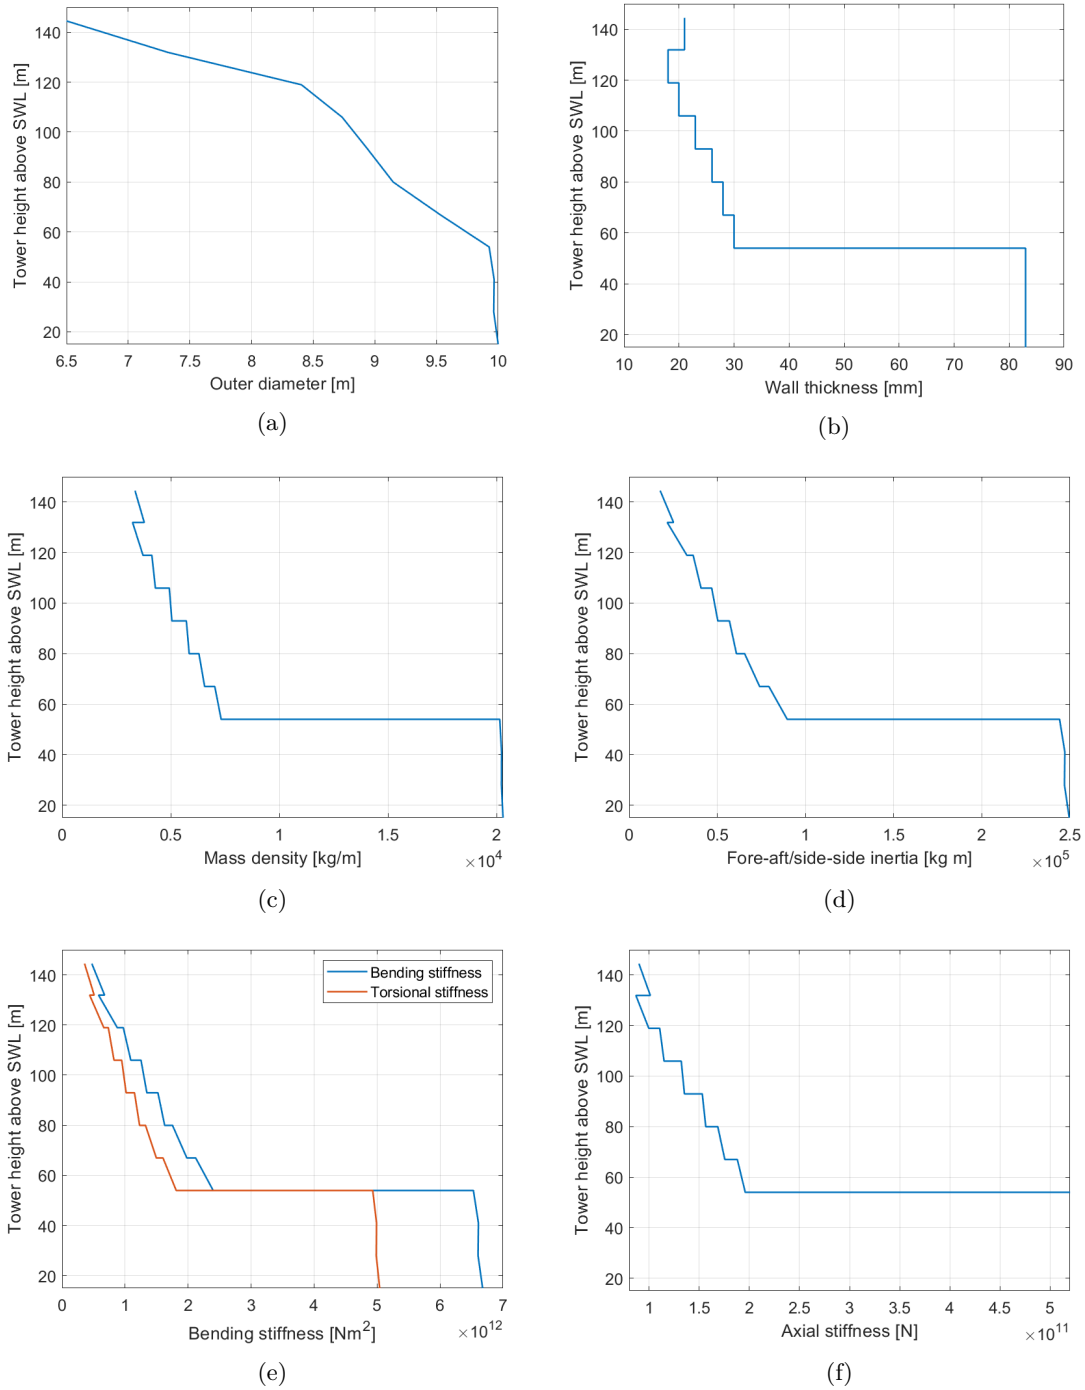 140
120
100
80
60
40
20
Tower height above SWL [m]
6.5 7 7.5 8 8.5 9 9.5 10
Outer diameter [m]
(a)
140
120
100
80
60
40
20
Tower height above SWL [m]
10 20 30 40 50 60 70 80 90
Wall thickness [mm]
(b)
140
120
100
80
60
40
20
Tower height above SWL [m]
0 0.5 1 1.5 2
Mass density [kg/m]
×10⁴
(c)
140
120
100
80
60
40
20
Tower height above SWL [m]
0 0.5 1 1.5 2 2.5
Fore-aft/side-side inertia [kg m]
×10⁵
(d)
Bending stiffness
Torsional stiffness
140
120
100
80
60
40
20
Tower height above SWL [m]
0 1 2 3 4 5 6 7
Bending stiffness [Nm²]
×10¹²
(e)
140
120
100
80
60
40
20
Tower height above SWL [m]
1 1.5 2 2.5 3 3.5 4 4.5 5
Axial stiffness [N]
×10¹¹
(f)